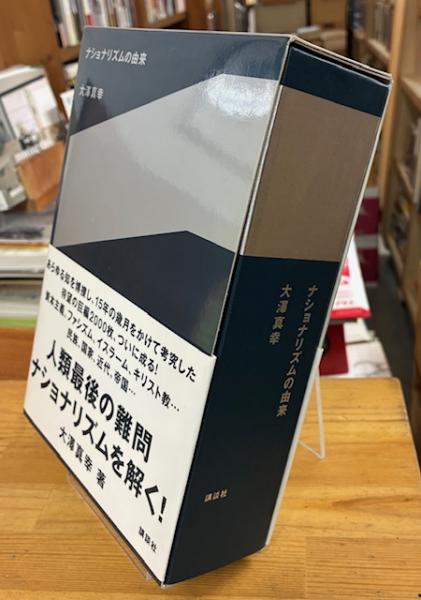 ナショナリズムの由来
大澤真幸
あらゆる知を博捜し、15年の歳月をかけて考究した
待望の巨編2000枚、ついに成る!
資本主義、ファシズム、イスラーム、キリスト教…
民族、国家、近代、帝国…
人類最後の難問
ナショナリズムを解く!
大澤真幸 著
講談社
ナショナリズムの由来
大澤真幸
講談社